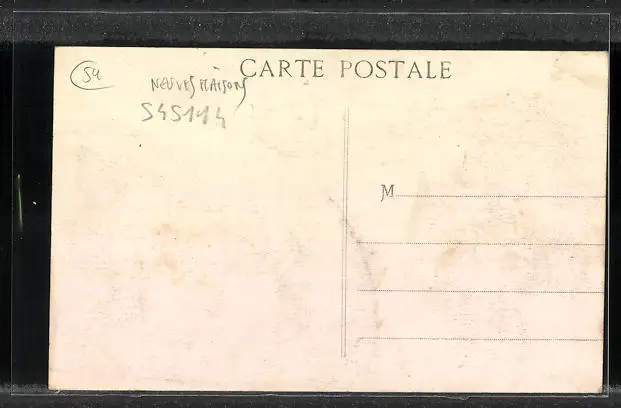 54
CARTE POSTALE
NEUVES MAISONS
545114
M